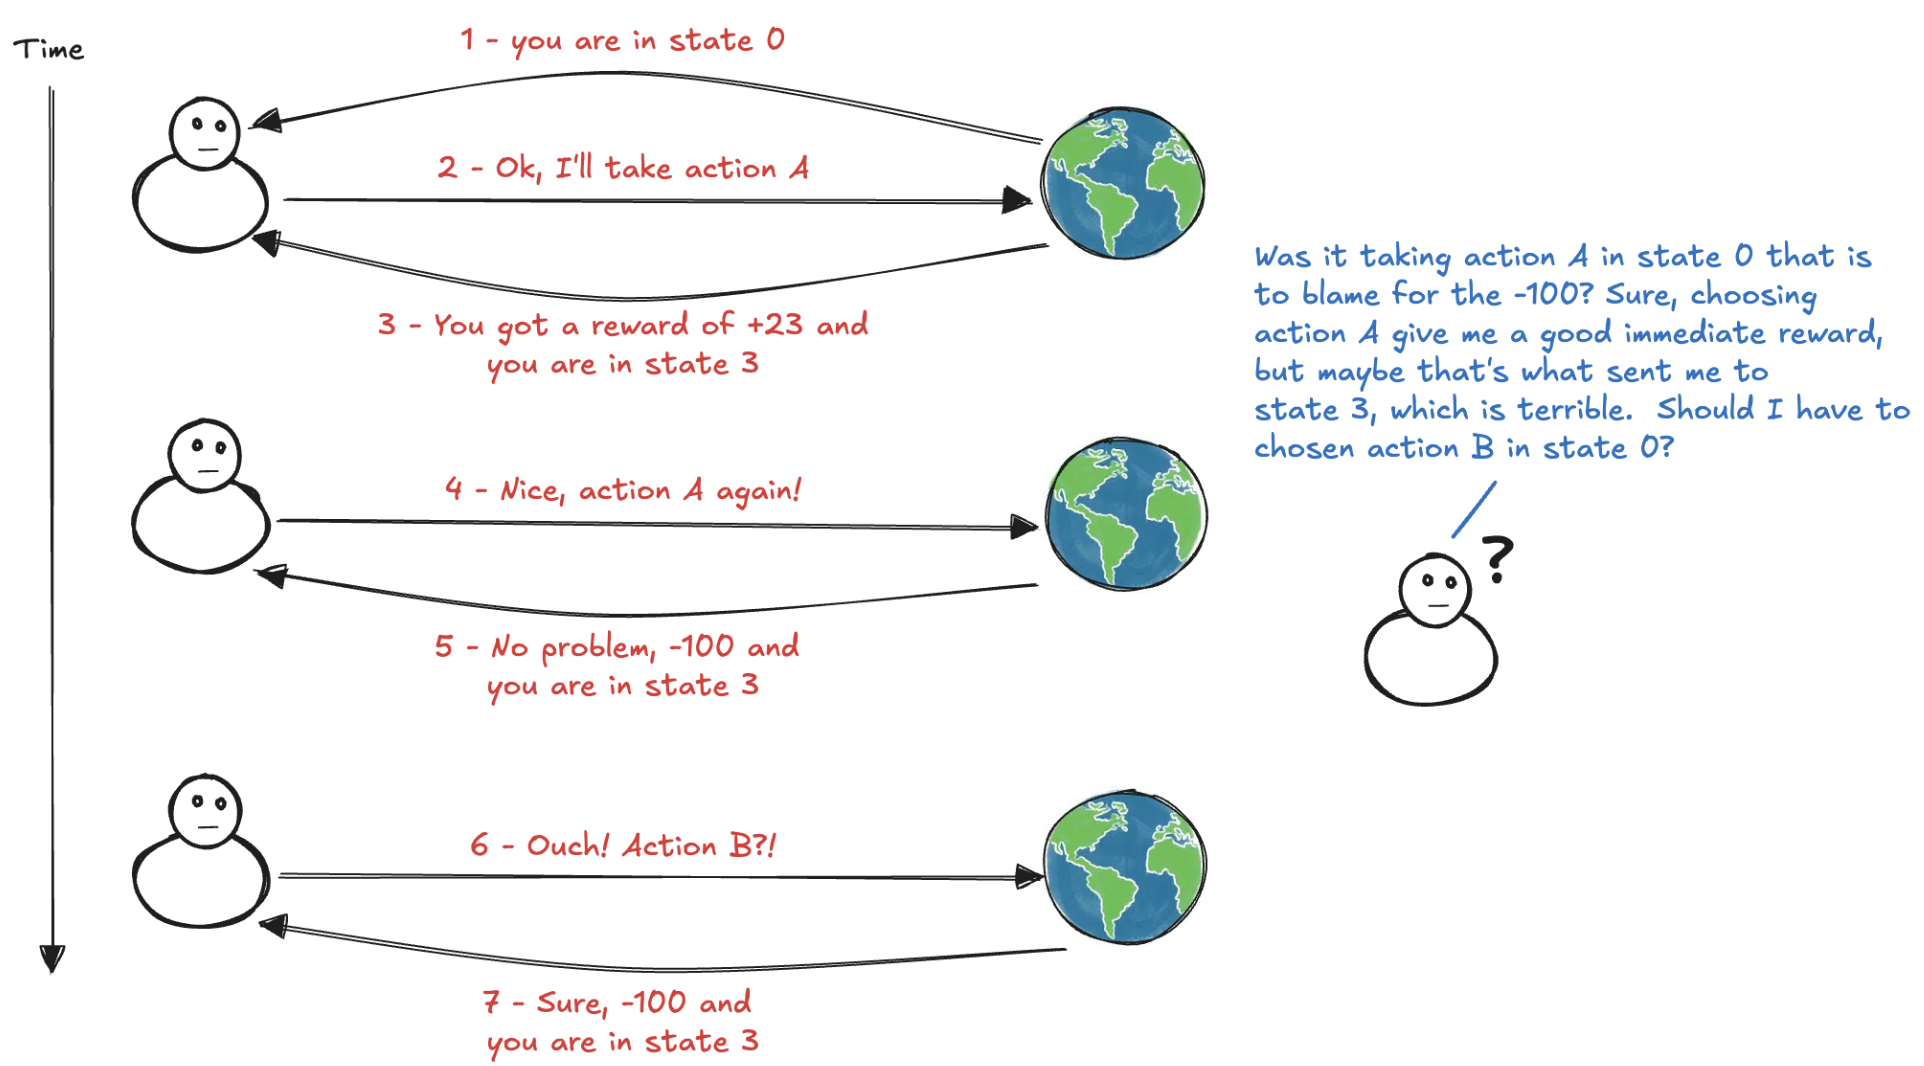 Time
1 - you are in state 0
2 - Ok, I'll take action A
3 - You got a reward of +23 and
you are in state 3
4 - Nice, action A again!
5 - No problem, -100 and
you are in state 3
6 - Ouch! Action B?!
7 - Sure, -100 and
you are in state 3
Was it taking action A in state 0 that is
to blame for the -100? Sure, choosing
action A give me a good immediate reward,
but maybe that's what sent me to
state 3, which is terrible. Should I have to
chosen action B in state 0?
?